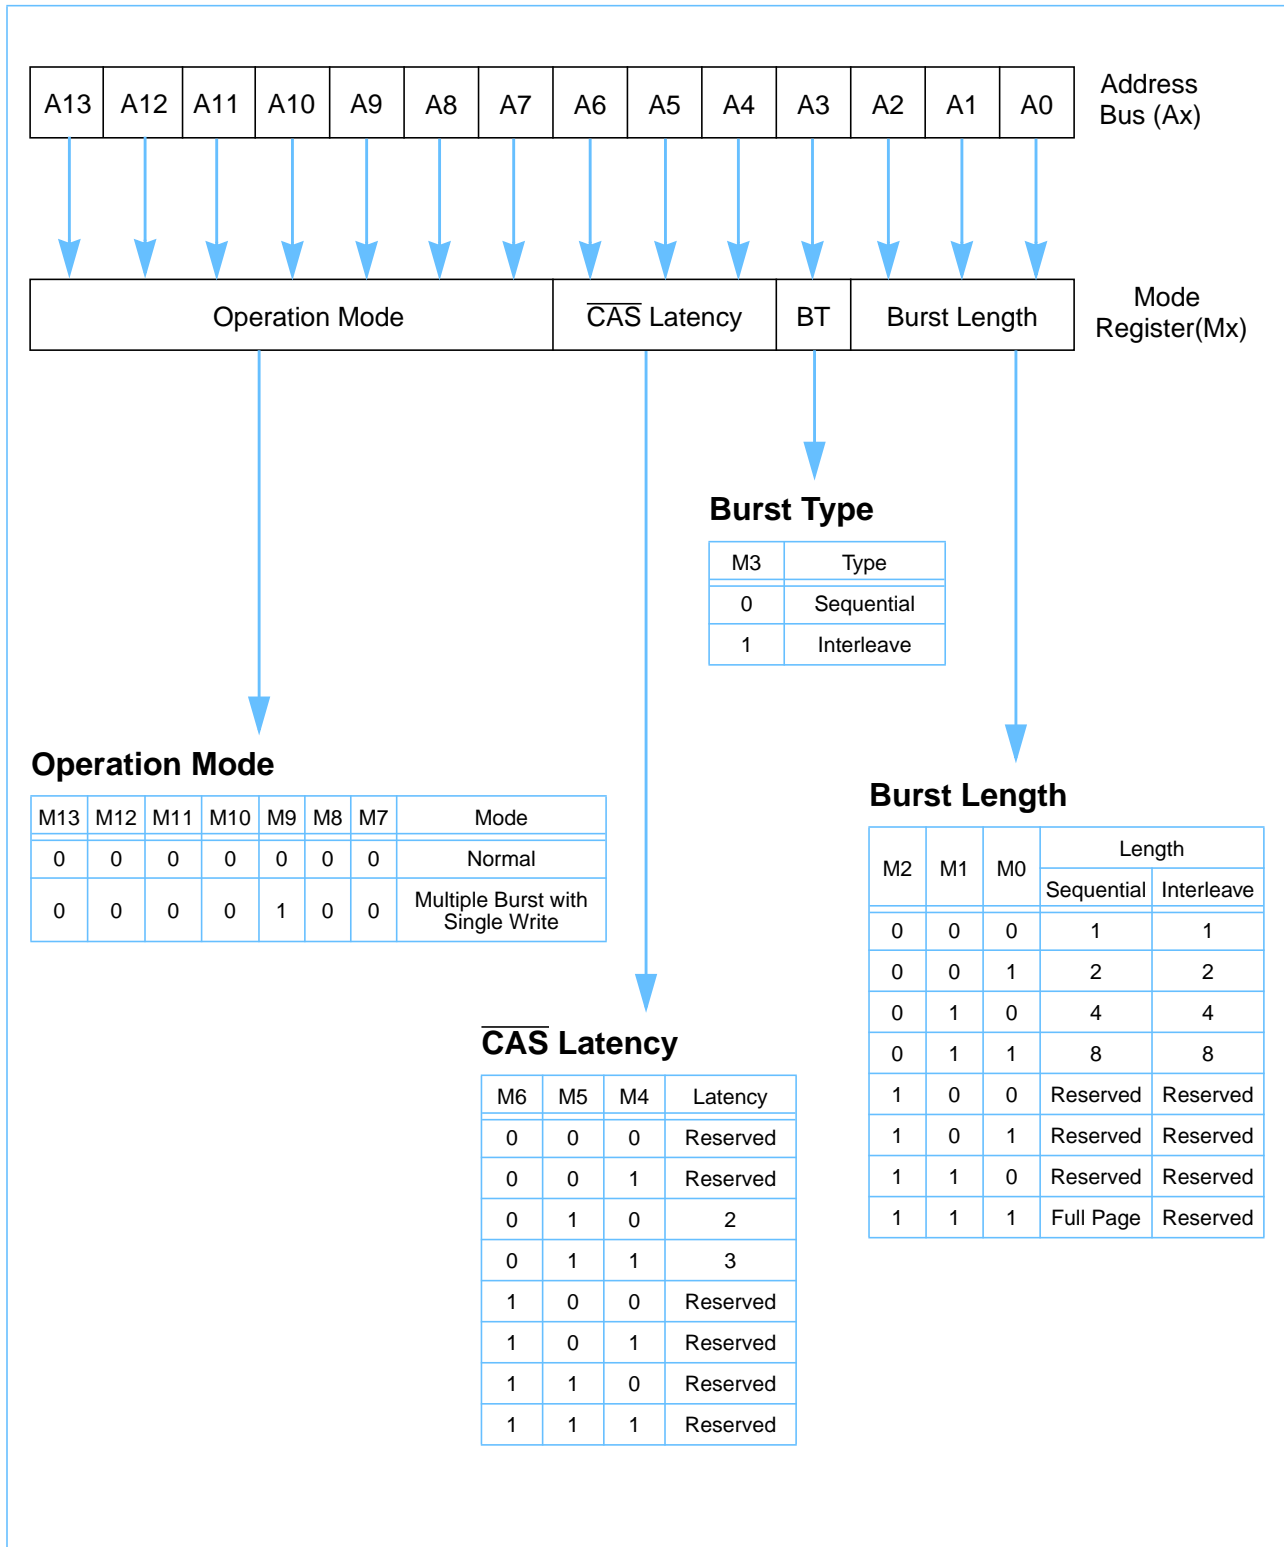 A13 A12 A11 A10 A9 A8 A7 A6 A5 A4 A3 A2 A1 A0
Address
Bus (Ax)
Operation Mode CAS Latency BT Burst Length
Mode
Register(Mx)
Burst Type
M3 Type
0 Sequential
1 Interleave
Operation Mode
M13 M12 M11 M10 M9 M8 M7 Mode
0 0 0 0 0 0 0 Normal
0 0 0 0 1 0 0 Multiple Burst with
Single Write
Burst Length
M2 M1 M0 Length
Sequential Interleave
0 0 0 1 1
0 0 1 2 2
0 1 0 4 4
0 1 1 8 8
1 0 0 Reserved Reserved
1 0 1 Reserved Reserved
1 1 0 Reserved Reserved
1 1 1 Full Page Reserved
CAS Latency
M6 M5 M4 Latency
0 0 0 Reserved
0 0 1 Reserved
0 1 0 2
0 1 1 3
1 0 0 Reserved
1 0 1 Reserved
1 1 0 Reserved
1 1 1 Reserved